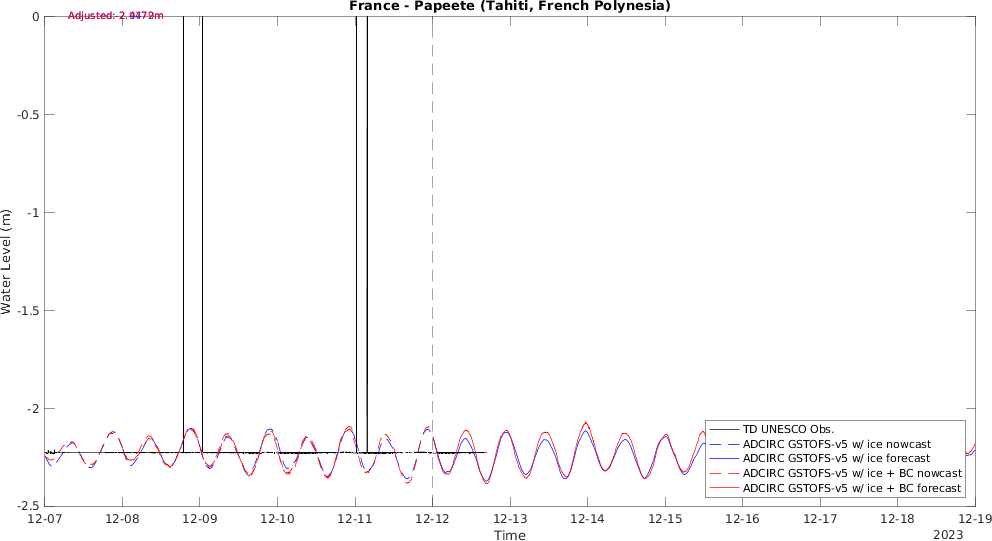 France - Papeete (Tahiti, French Polynesia)
Adjusted:
0
-0.5
-1
-1.5
-2
-2.5
Water Level (m)
12-07 12-08 12-09 12-10 12-11 12-12 12-13 12-14 12-15 12-16 12-17 12-18 12-19
Time
2023
TD UNESCO Obs.
ADCIRC GSTOFS-v5 w/ ice nowcast
ADCIRC GSTOFS-v5 w/ ice forecast
ADCIRC GSTOFS-v5 w/ ice + BC nowcast
ADCIRC GSTOFS-v5 w/ ice + BC forecast